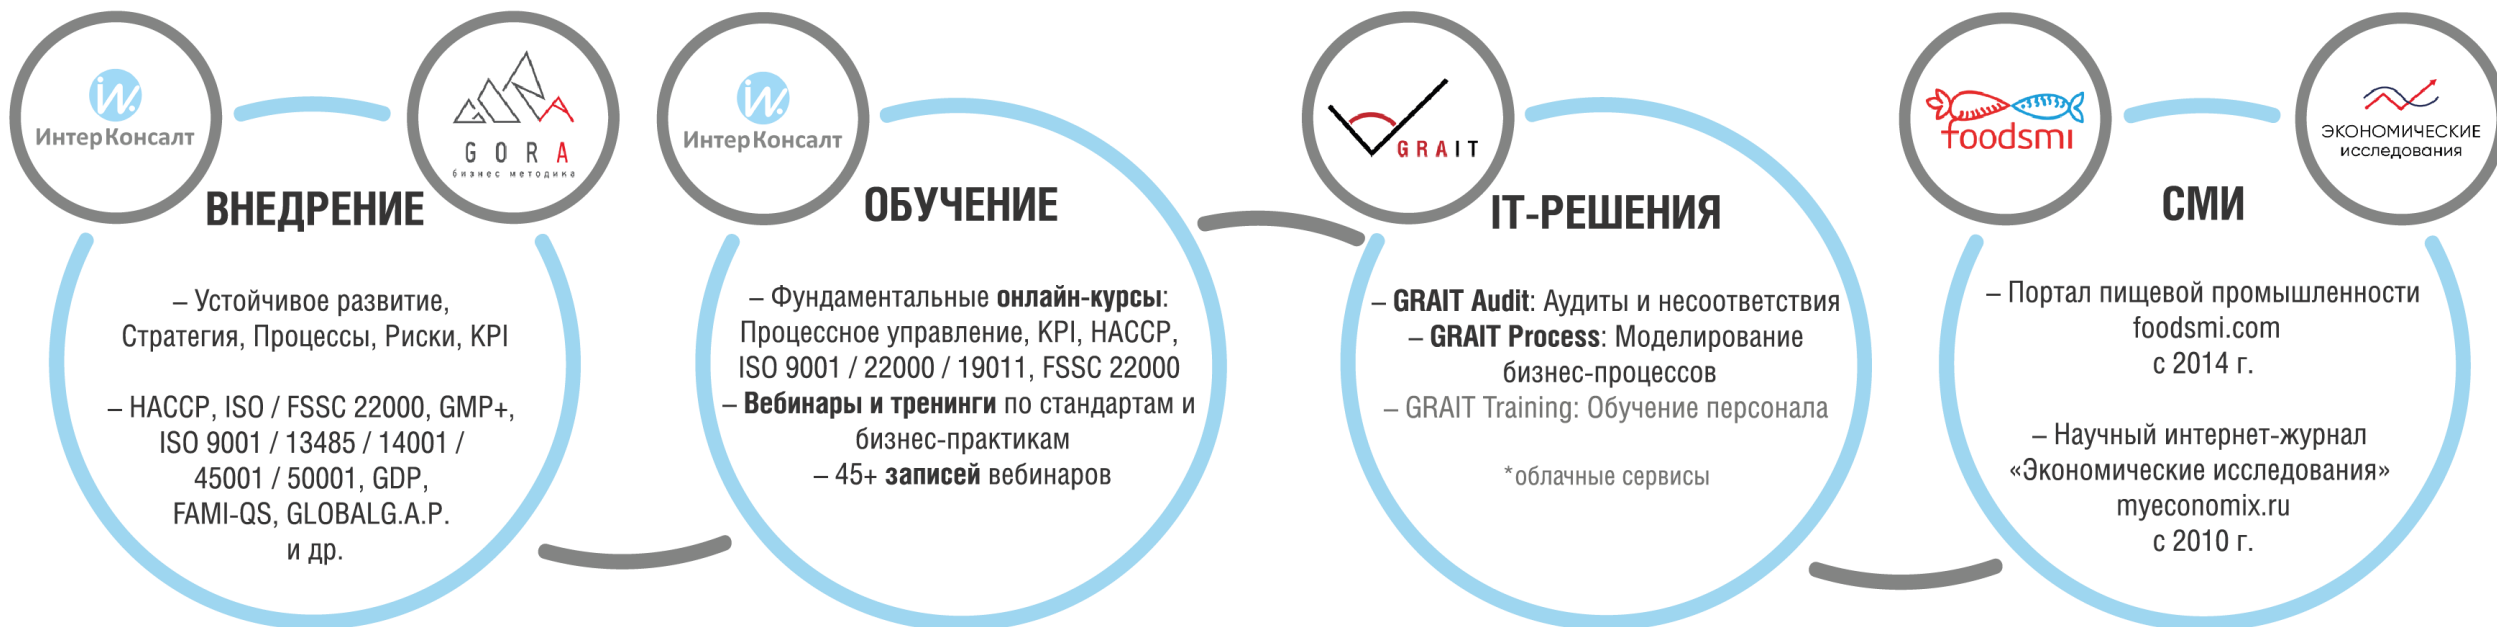 ИнтерКонсалт
GORA
бизнес методика
ВНЕДРЕНИЕ
– Устойчивое развитие,
Стратегия, Процессы, Риски, KPI
– HACCP, ISO / FSSC 22000, GMP+,
ISO 9001 / 13485 / 14001 /
45001 / 50001, GDP,
FAMI-QS, GLOBALG.A.P.
и др.
ИнтерКонсалт
ОБУЧЕНИЕ
– Фундаментальные онлайн-курсы:
Процессное управление, KPI, HACCP,
ISO 9001 / 22000 / 19011, FSSC 22000
– Вебинары и тренинги по стандартам и
бизнес-практикам
– 45+ записей вебинаров
GRAIT
IT-РЕШЕНИЯ
– GRAIT Audit: Аудиты и несоответствия
– GRAIT Process: Моделирование
бизнес-процессов
– GRAIT Training: Обучение персонала
*облачные сервисы
foodsmi
ЭКОНОМИЧЕСКИЕ
исследования
СМИ
– Портал пищевой промышленности
foodsmi.com
с 2014 г.
– Научный интернет-журнал
«Экономические исследования»
myeconomix.ru
с 2010 г.